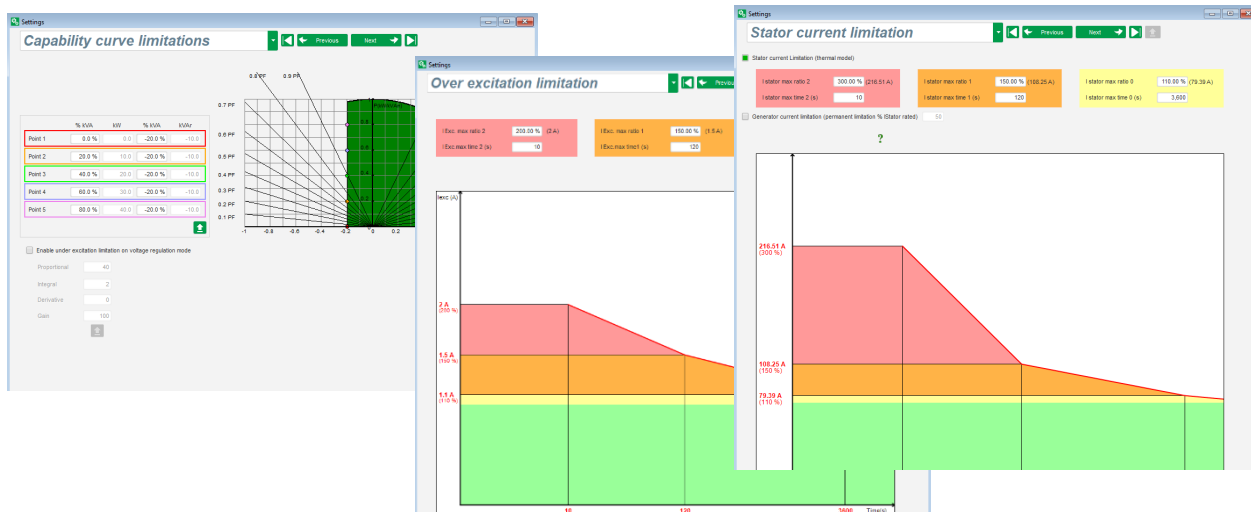 Settings
Capability curve limitations
Previous
Next
0.8 PF 0.9 PF
0.7 PF
0.6 PF
0.5 PF
0.4 PF
0.3 PF
0.2 PF
0.1 PF
-1 -0.8 -0.6 -0.4 -0.2 0 0.2
% kVA kW % kVA kVAr
Point 1 0.0 % 0.0 -20.0 % -10.0
Point 2 20.0 % 10.0 -20.0 % -10.0
Point 3 40.0 % 20.0 -20.0 % -10.0
Point 4 60.0 % 30.0 -20.0 % -10.0
Point 5 80.0 % 40.0 -20.0 % -10.0
Enable under excitation limitation on voltage regulation mode
Proportional 40
Integral 2
Derivative 0
Gain 100
Settings
Over excitation limitation
I Exc. max ratio 2 200.00 % (2 A)
I Exc.max time 2 (s) 10
I Exc. max ratio 1 150.00 % (1.5 A)
I Exc.max time1 (s) 120
Iexc (A)
2 A
(200 %)
1.5 A
(150 %)
1.1 A
(110 %)
10 120 3600 Time(s)
Settings
Stator current limitation
Previous
Next
Stator current Limitation (thermal model)
I stator max ratio 2 300.00 % (216.51 A)
I stator max time 2 (s) 10
I stator max ratio 1 150.00 % (108.25 A)
I stator max time 1 (s) 120
I stator max ratio 0 110.00 % (79.39 A)
I stator max time 0 (s) 3,600
Generator current limitation (permanent limitation % IStator rated) 50
?
216.51 A
(300 %)
108.25 A
(150 %)
79.39 A
(110 %)